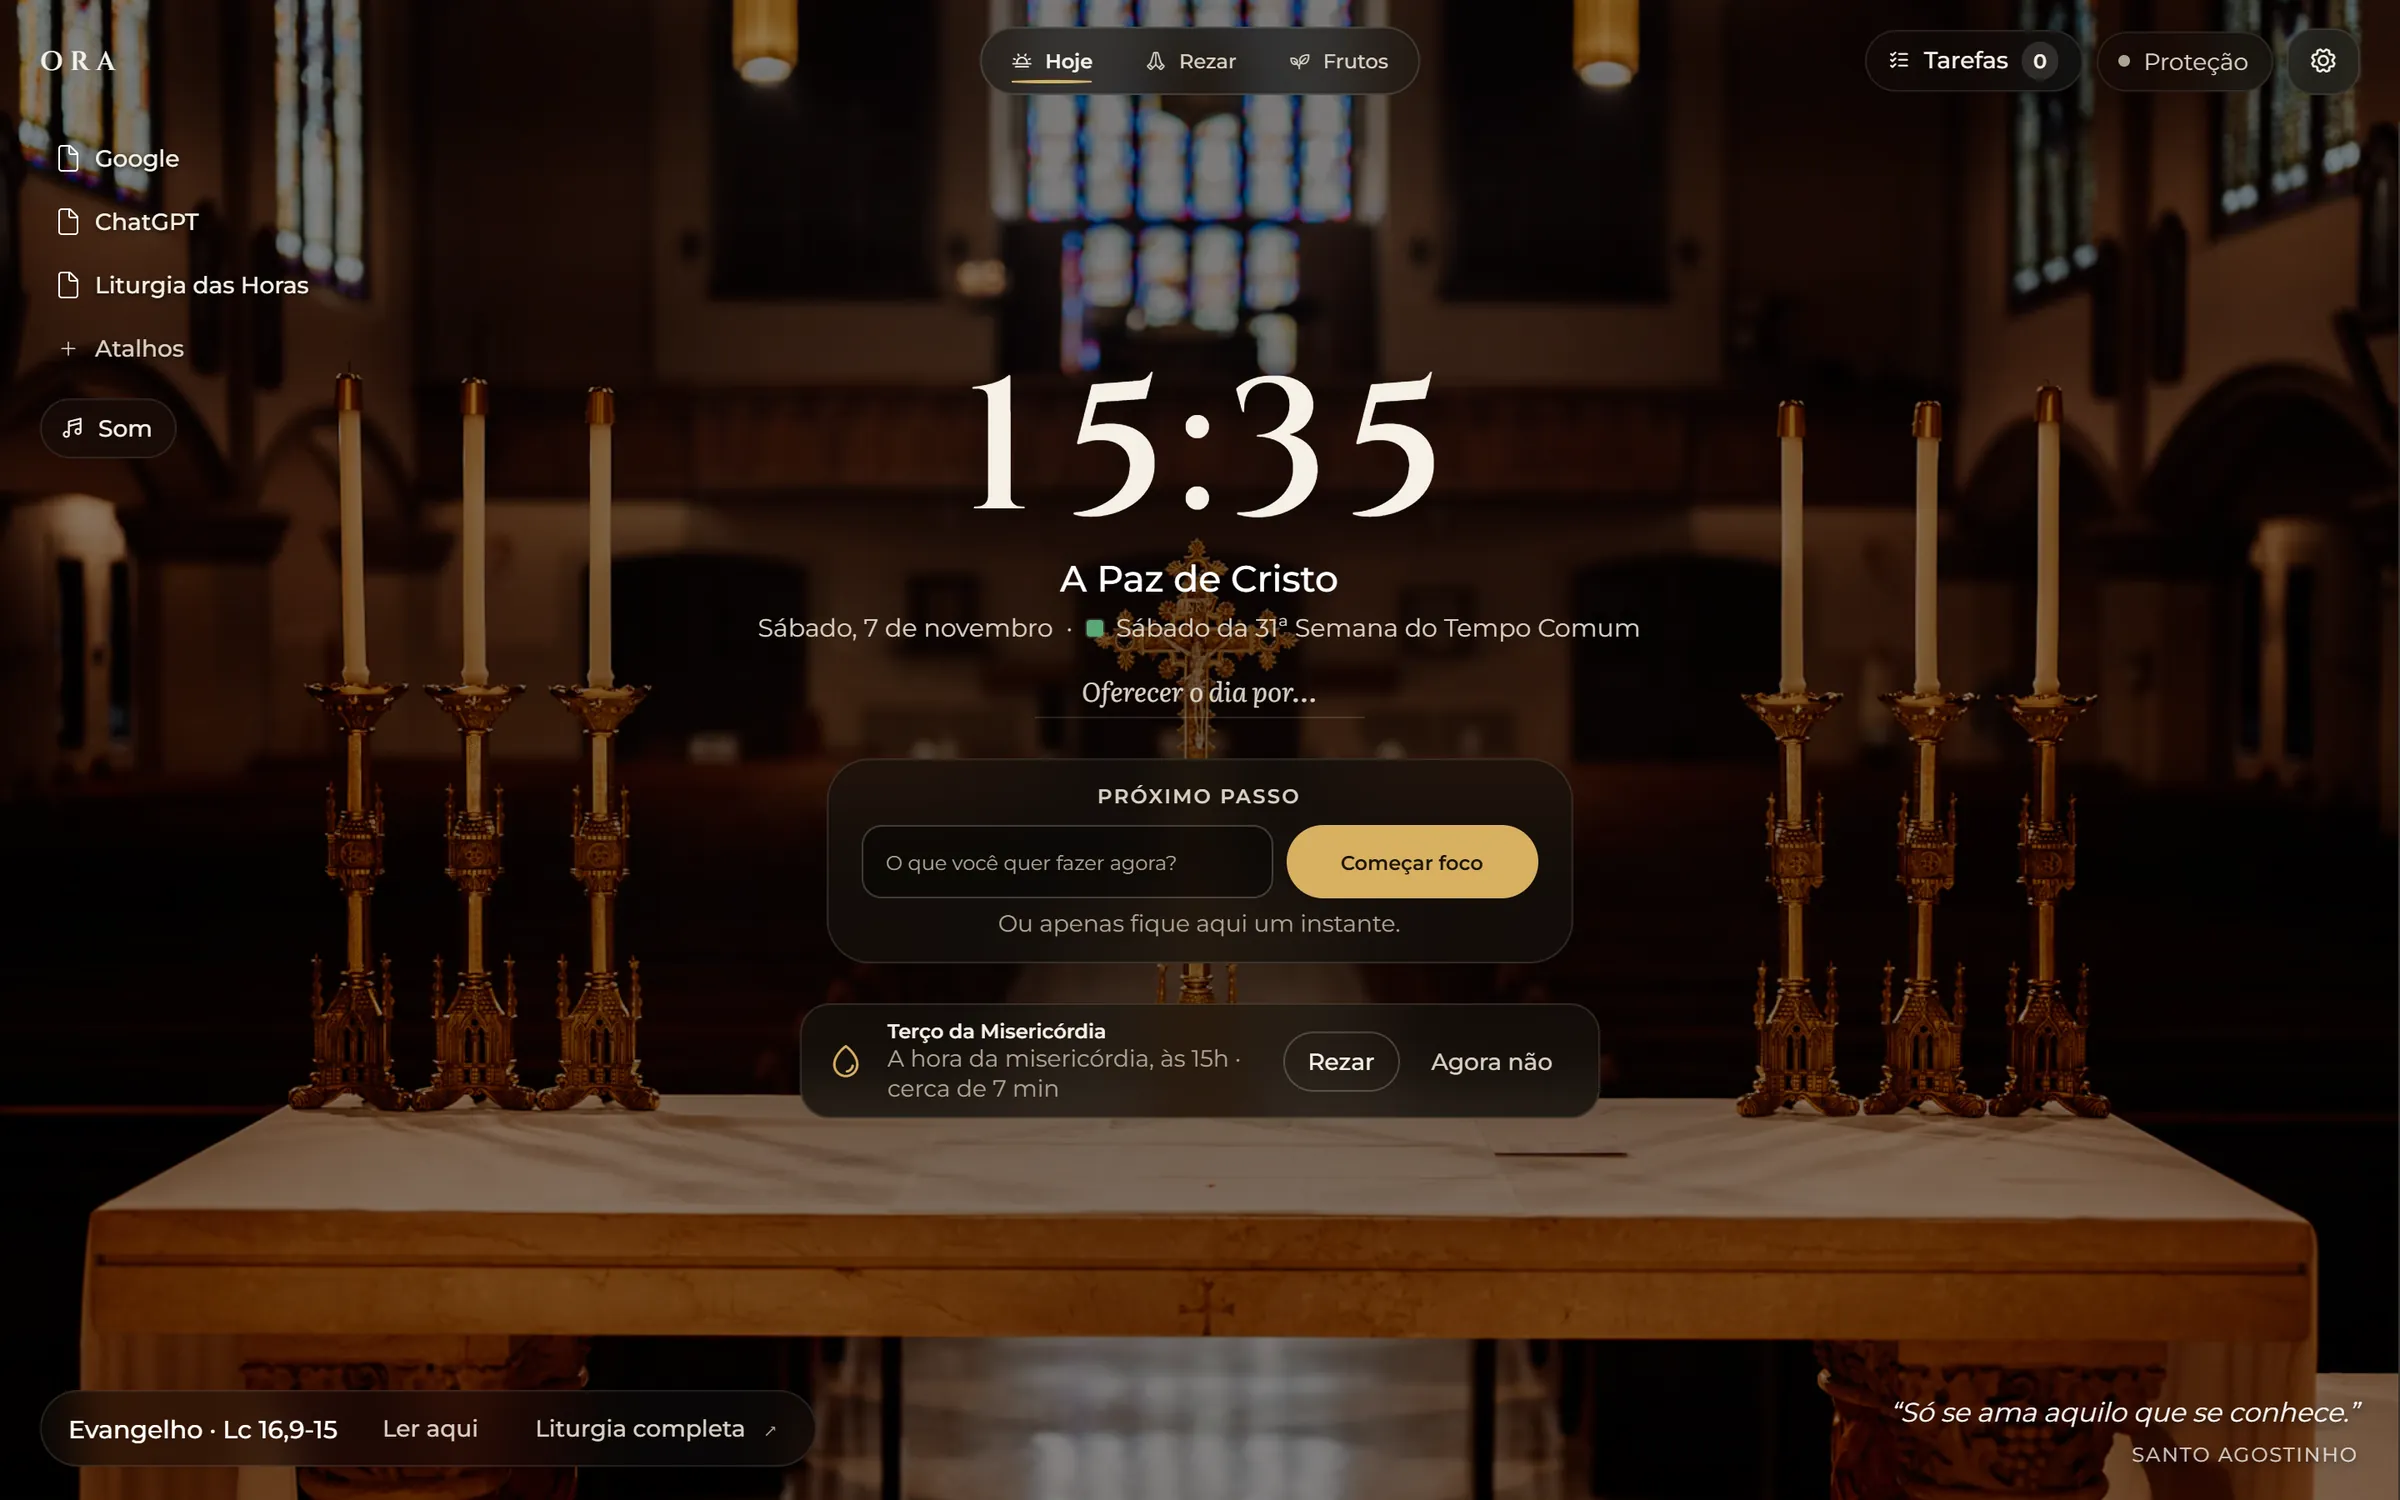 ORA
Hoje
Rezar
Frutos
Tarefas 0
Proteção
Google
ChatGPT
Liturgia das Horas
+ Atalhos
Som
15:35
A Paz de Cristo
Sábado, 7 de novembro · Sábado da 31ª Semana do Tempo Comum
Oferecer o dia por...
PRÓXIMO PASSO
O que você quer fazer agora?
Começar foco
Ou apenas fique aqui um instante.
Terço da Misericórdia
A hora da misericórdia, às 15h ·
cerca de 7 min
Rezar
Agora não
Evangelho · Lc 16,9-15
Ler aqui
Liturgia completa ↗
“Só se ama aquilo que se conhece.”
SANTO AGOSTINHO